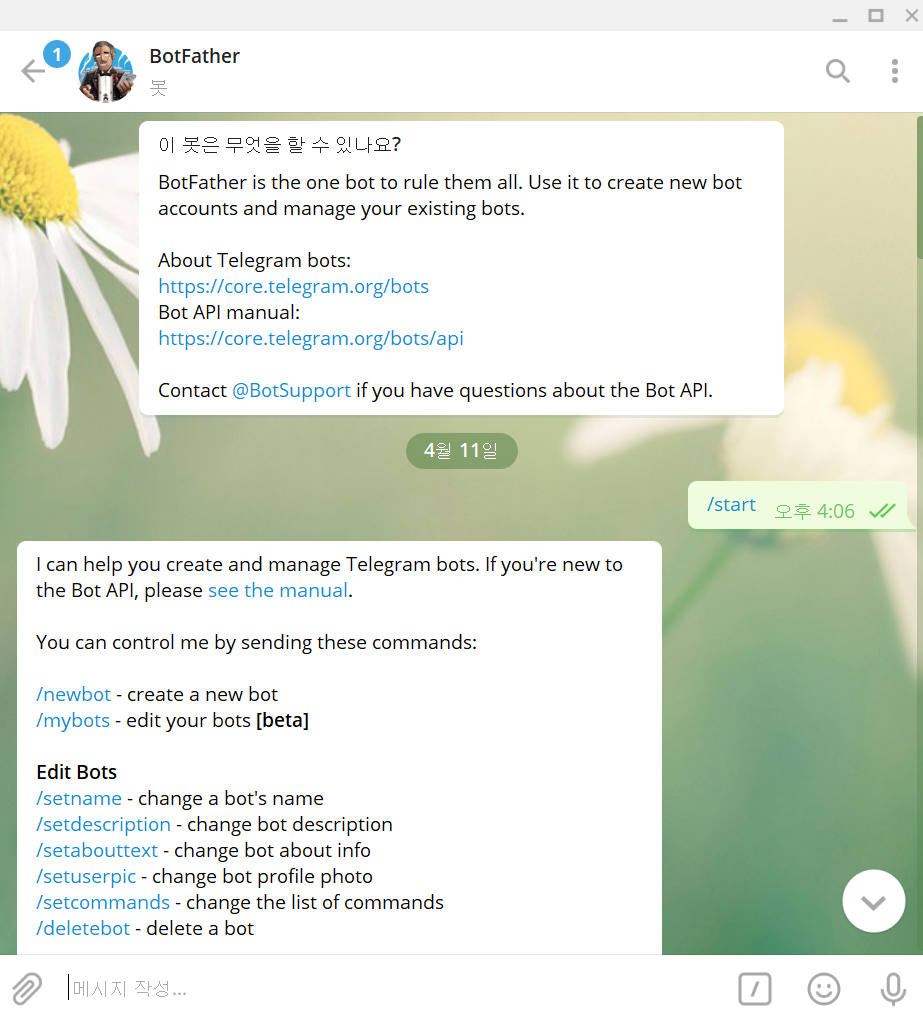 1
BotFather
봇
이 봇은 무엇을 할 수 있나요?
BotFather is the one bot to rule them all. Use it to create new bot
accounts and manage your existing bots.
About Telegram bots:
https://core.telegram.org/bots
Bot API manual:
https://core.telegram.org/bots/api
Contact @BotSupport if you have questions about the Bot API.
4월 11일
/start 오후 4:06
I can help you create and manage Telegram bots. If you're new to
the Bot API, please see the manual.
You can control me by sending these commands:
/newbot - create a new bot
/mybots - edit your bots [beta]
Edit Bots
/setname - change a bot's name
/setdescription - change bot description
/setabouttext - change bot about info
/setuserpic - change bot profile photo
/setcommands - change the list of commands
/deletebot - delete a bot
메시지 작성...
/